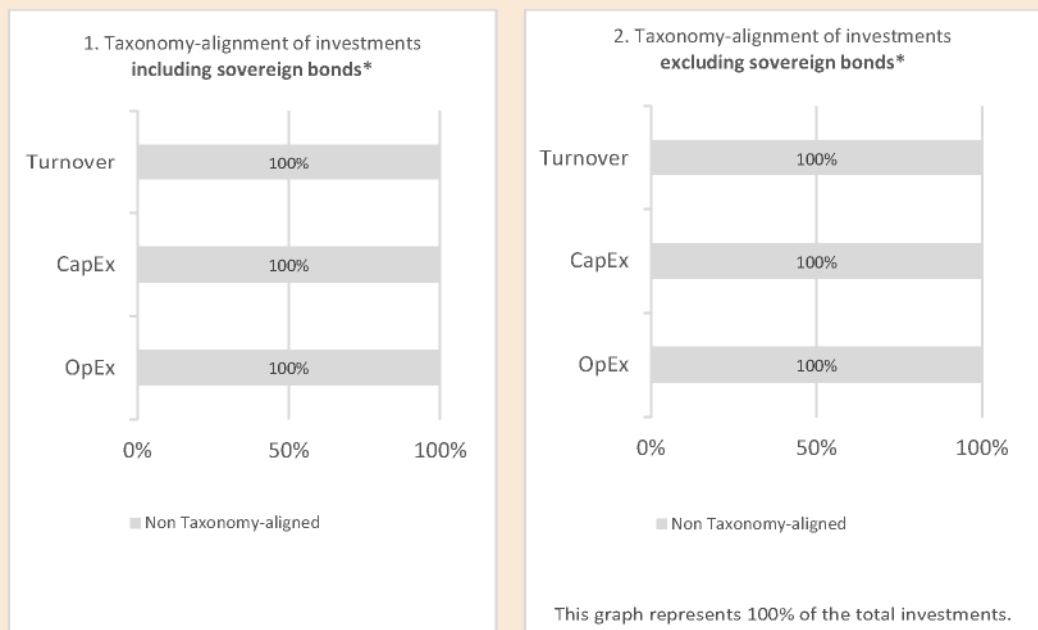 1. Taxonomy-alignment of investments
including sovereign bonds*
Turnover
100%
CapEx
100%
OpEx
100%
0%
50%
100%
Non Taxonomy-aligned
2. Taxonomy-alignment of investments
excluding sovereign bonds*
Turnover
100%
CapEx
100%
OpEx
100%
0%
50%
100%
Non Taxonomy-aligned
This graph represents 100% of the total investments.